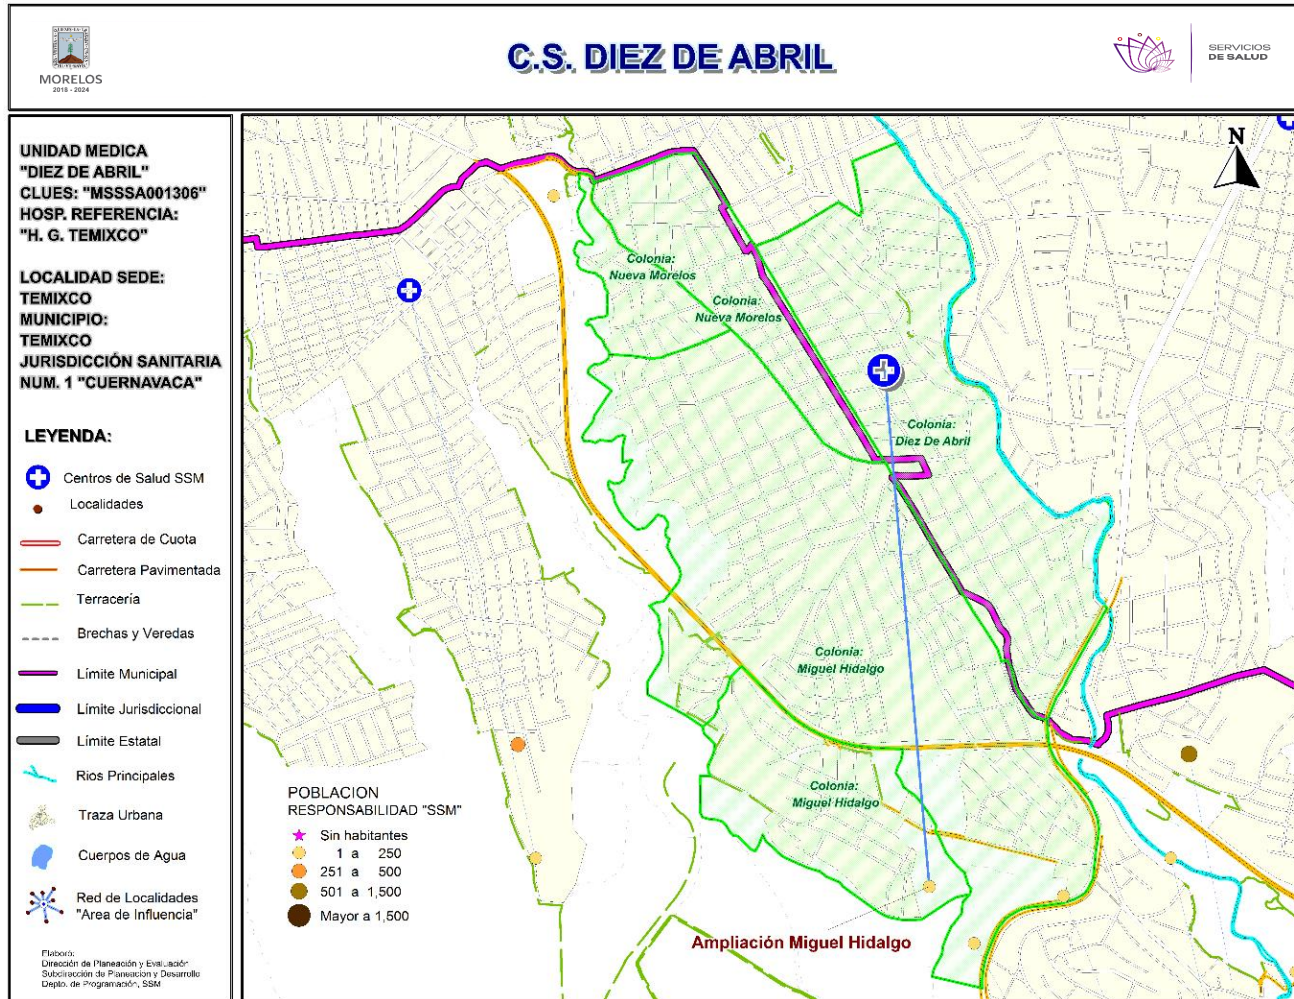 MORELOS
2018 - 2024
C.S. DIEZ DE ABRIL
SERVICIOS
DE SALUD
UNIDAD MEDICA
"DIEZ DE ABRIL"
CLUES: "MSSSA001306"
HOSP. REFERENCIA:
"H. G. TEMIXCO"
LOCALIDAD SEDE:
TEMIXCO
MUNICIPIO:
TEMIXCO
JURISDICCIÓN SANITARIA
NUM. 1 "CUERNAVACA"
LEYENDA:
Centros de Salud SSM
Localidades
Carretera de Cuota
Carretera Pavimentada
Terracería
Brechas y Veredas
Límite Municipal
Límite Jurisdiccional
Límite Estatal
Rios Principales
Traza Urbana
Cuerpos de Agua
Red de Localidades
"Area de Influencia"
Elaboró:
Dirección de Planeación y Evaluación
Subdirección de Planeación y Desarrollo
Depto. de Programación, SSM
N
Colonia:
Nueva Morelos
Colonia:
Nueva Morelos
Colonia:
Diez De Abril
Colonia:
Miguel Hidalgo
Colonia:
Miguel Hidalgo
POBLACION
RESPONSABILIDAD "SSM"
Sin habitantes
1 a 250
251 a 500
501 a 1,500
Mayor a 1,500
Ampliación Miguel Hidalgo